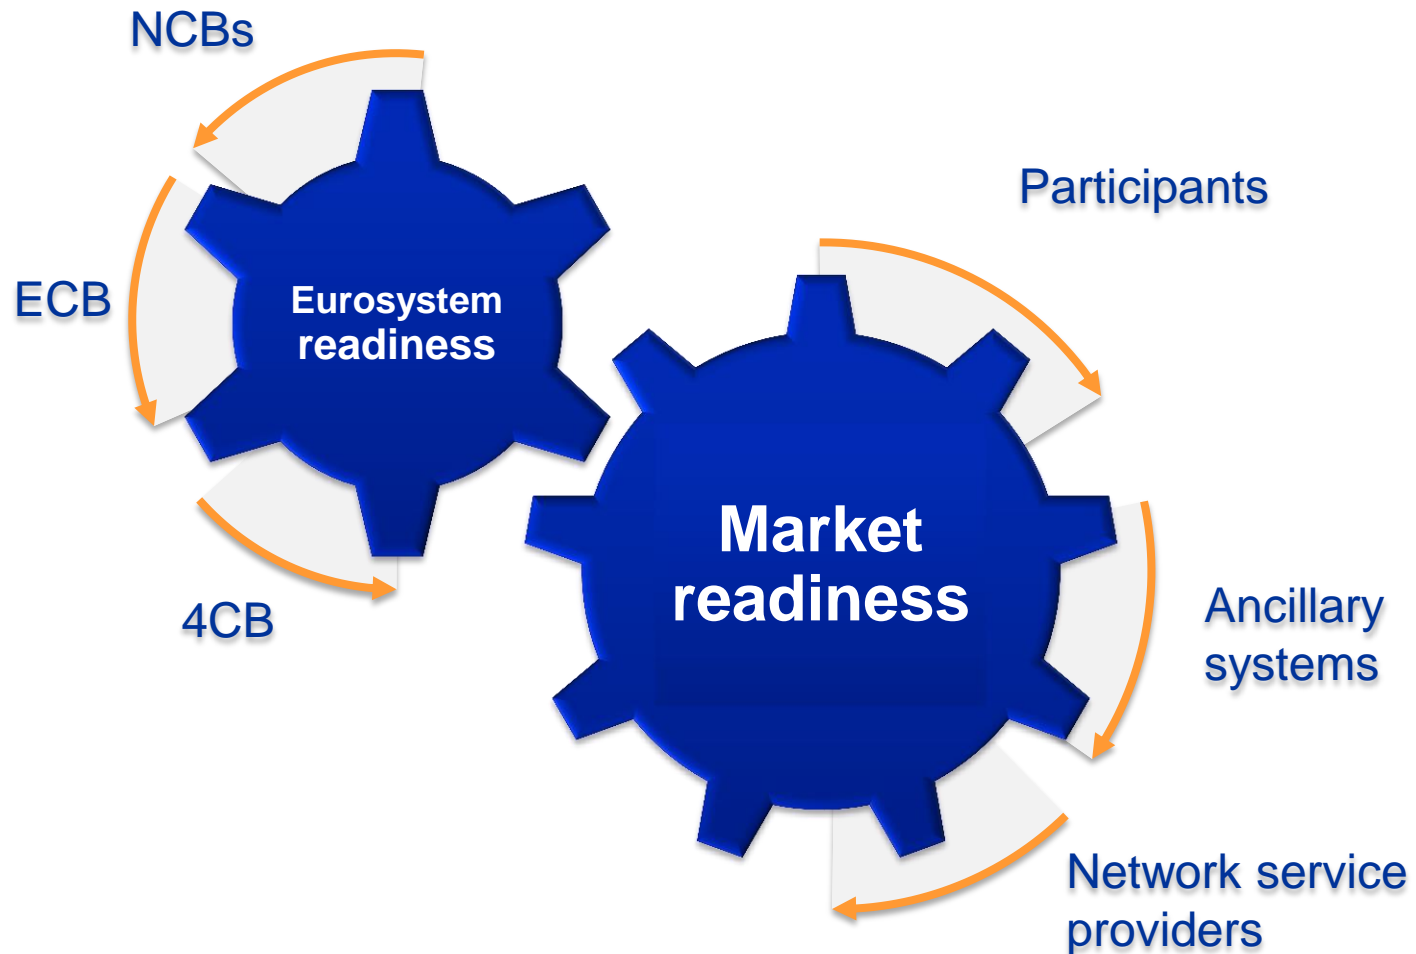 NCBs
ECB
Eurosystem
readiness
4CB
Participants
Market
readiness
Ancillary
systems
Network service
providers